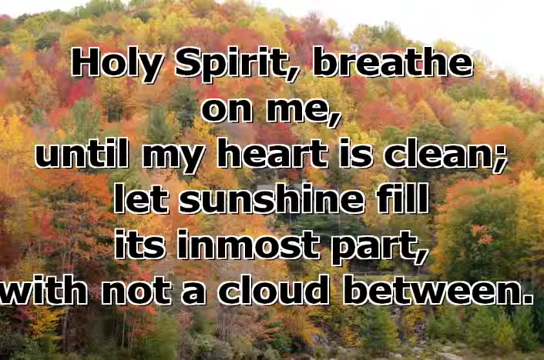 Holy Spirit, breathe
on me,
until my heart is clean;
let sunshine fill
its inmost part,
with not a cloud between.